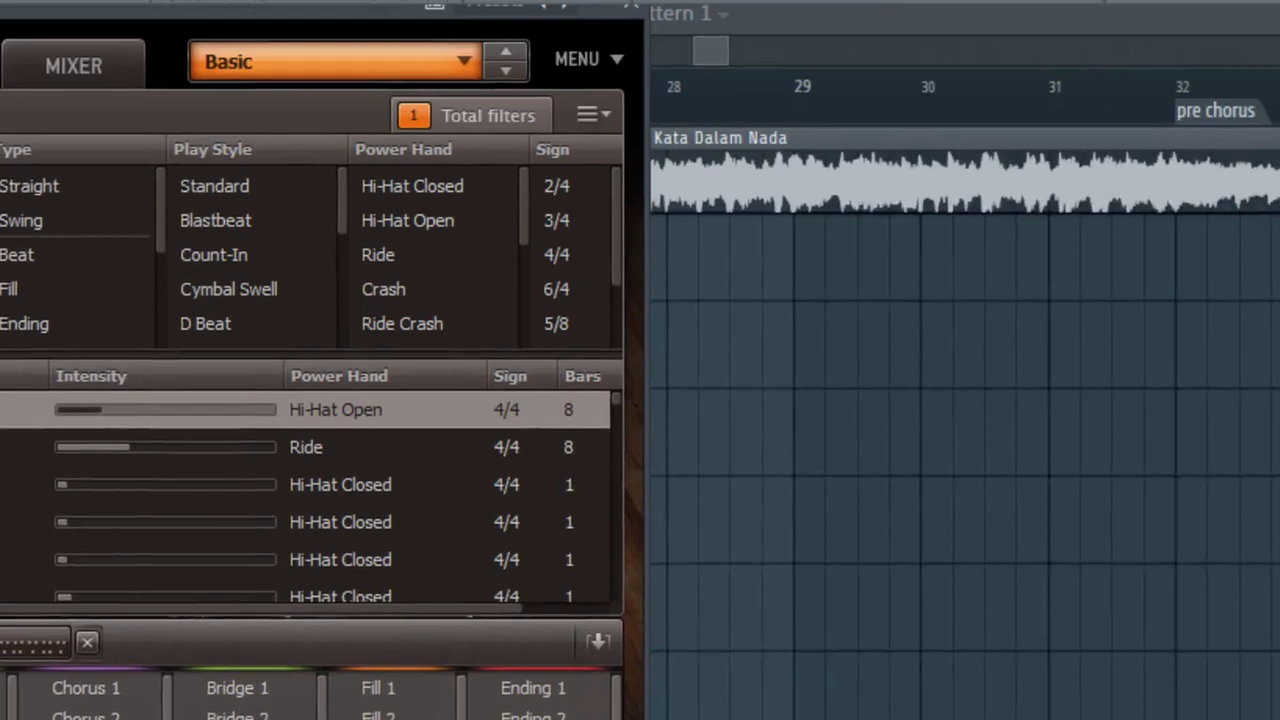 MIXER
Basic
MENU
1 Total filters
Type Play Style Power Hand Sign
Straight Standard Hi-Hat Closed 2/4
Swing Blastbeat Hi-Hat Open 3/4
Beat Count-In Ride 4/4
Fill Cymbal Swell Crash 6/4
Ending D Beat Ride Crash 5/8
Intensity Power Hand Sign Bars
Hi-Hat Open 4/4 8
Ride 4/4 8
Hi-Hat Closed 4/4 1
Hi-Hat Closed 4/4 1
Hi-Hat Closed 4/4 1
Hi-Hat Closed 4/4 1
Chorus 1 Bridge 1 Fill 1 Ending 1
Chorus 2 Bridge 2 Fill 2 Ending 2
ttern 1
28 29 30 31 32
pre chorus
Kata Dalam Nada